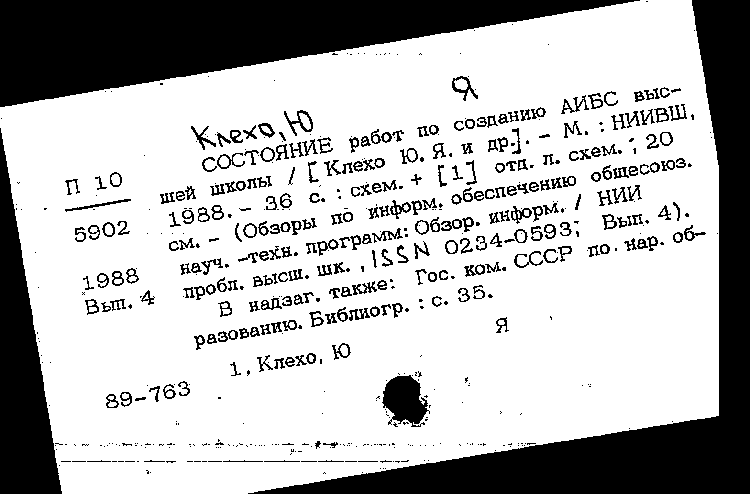 Клехо, Ю Я
СОСТОЯНИЕ работ по созданию АИБС выс-
П 10 шей школы / [Клехо Ю. Я. и др.]. - М. : НИИВШ,
1988. - 36 с. : схем. + [1] отд. л. схем. ; 20
5902 см. - (Обзоры по информ. обеспечению общесоюз.
науч. -техн. программ: Обзор. информ. / НИИ
1988 пробл. высш. шк. , ISSN 0234-0593; Вып. 4).
Вып. 4 В надзаг. также: Гос. ком. СССР по нар. об-
разованию. Библиогр. : с. 35.
1, Клехо, Ю Я
89-763